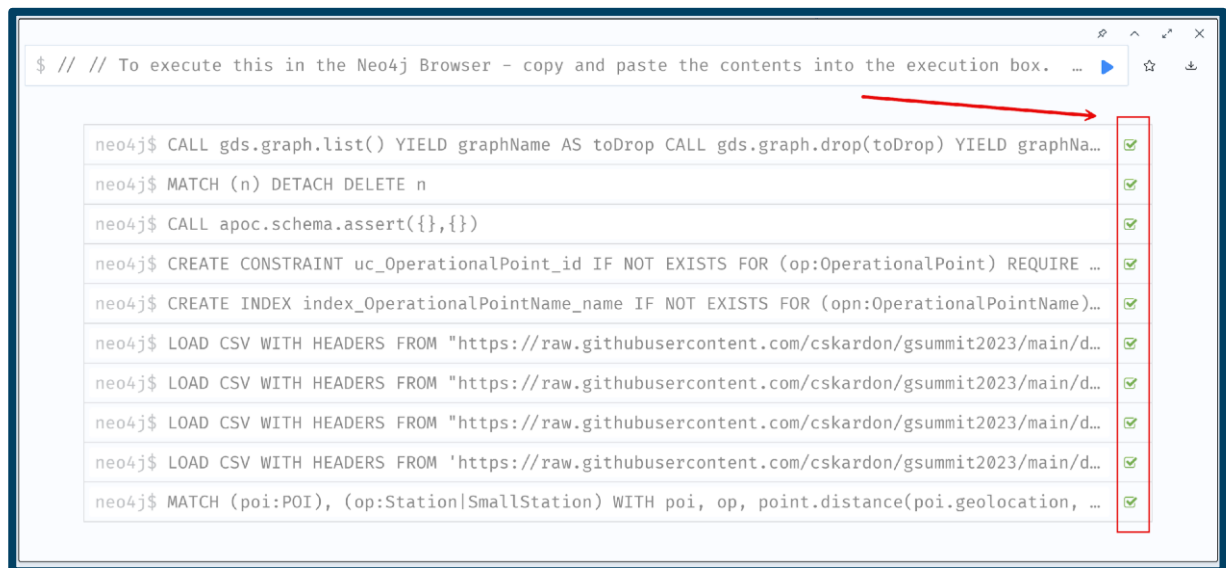 $ // // To execute this in the Neo4j Browser - copy and paste the contents into the execution box. …
neo4j$ CALL gds.graph.list() YIELD graphName AS toDrop CALL gds.graph.drop(toDrop) YIELD graphNa…
neo4j$ MATCH (n) DETACH DELETE n
neo4j$ CALL apoc.schema.assert({},{})
neo4j$ CREATE CONSTRAINT uc_OperationalPoint_id IF NOT EXISTS FOR (op:OperationalPoint) REQUIRE …
neo4j$ CREATE INDEX index_OperationalPointName_name IF NOT EXISTS FOR (opn:OperationalPointName)…
neo4j$ LOAD CSV WITH HEADERS FROM "https://raw.githubusercontent.com/cskardon/gsummit2023/main/d…
neo4j$ LOAD CSV WITH HEADERS FROM "https://raw.githubusercontent.com/cskardon/gsummit2023/main/d…
neo4j$ LOAD CSV WITH HEADERS FROM "https://raw.githubusercontent.com/cskardon/gsummit2023/main/d…
neo4j$ LOAD CSV WITH HEADERS FROM 'https://raw.githubusercontent.com/cskardon/gsummit2023/main/d…
neo4j$ MATCH (poi:POI), (op:Station|SmallStation) WITH poi, op, point.distance(poi.geolocation, …